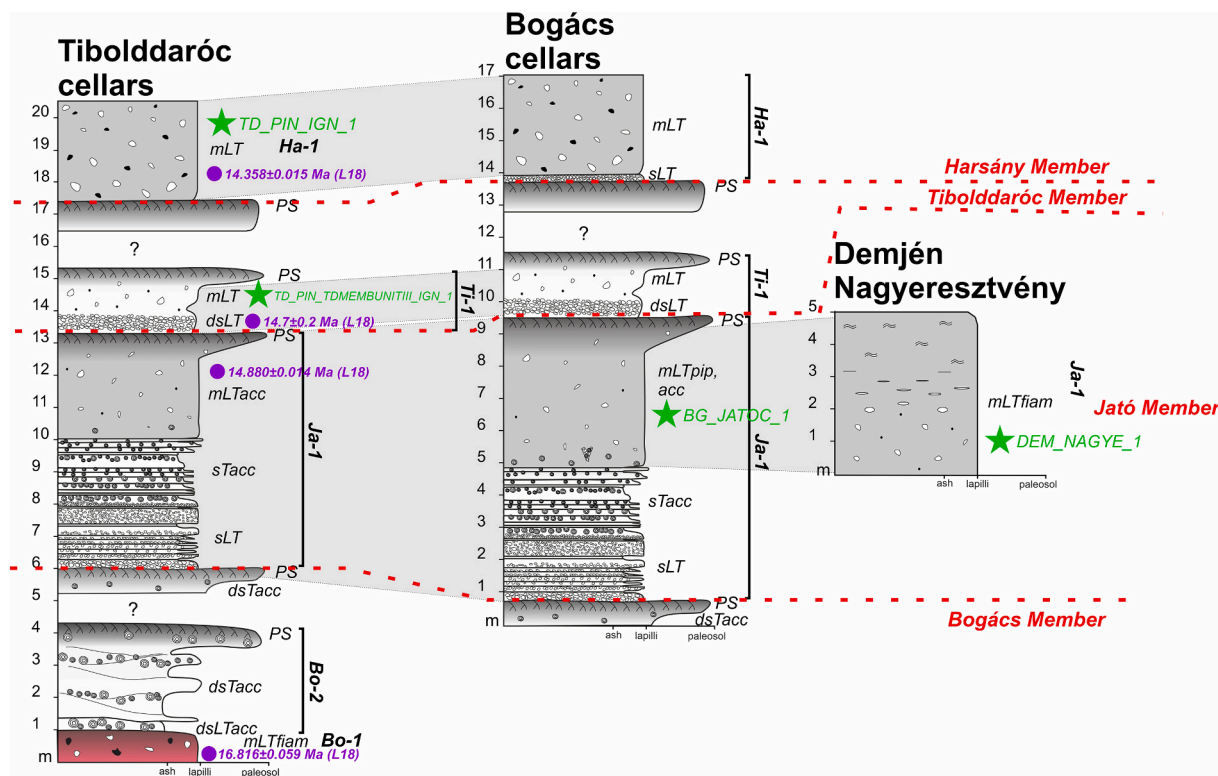 Tibolddaróc
cellars
20
19
18
17
16
15
14
13
12
11
10
9
8
7
6
5
4
3
2
1
m
TD_PIN_IGN_1
mLT
Ha-1
14.358±0.015 Ma (L18)
?
PS
mLT
TD_PIN_TDMEMBUNITIII_IGN_1
dsLT
14.7±0.2 Ma (L18)
Ti-1
PS
14.880±0.014 Ma (L18)
mLTacc
Ja-1
sTacc
sLT
PS
dsTacc
?
PS
dsTacc
Bo-2
dsLTacc
mLTfiam
Bo-1
16.816±0.059 Ma (L18)
ash
lapilli
paleosol
Bogács
cellars
17
16
15
14
13
12
11
10
9
8
7
6
5
4
3
2
1
m
mLT
Ha-1
sLT
PS
?
PS
mLT
Ti-1
dsLT
PS
mLTpip,
acc
BG_JATOC_1
Ja-1
sTacc
sLT
PS
dsTacc
ash
lapilli
paleosol
Harsány Member
Tibolddaróc Member
Demjén
Nagyeresztvény
5
4
3
2
1
m
mLTfiam
Ja-1
Jató Member
DEM_NAGYE_1
ash
lapilli
paleosol
Bogács Member